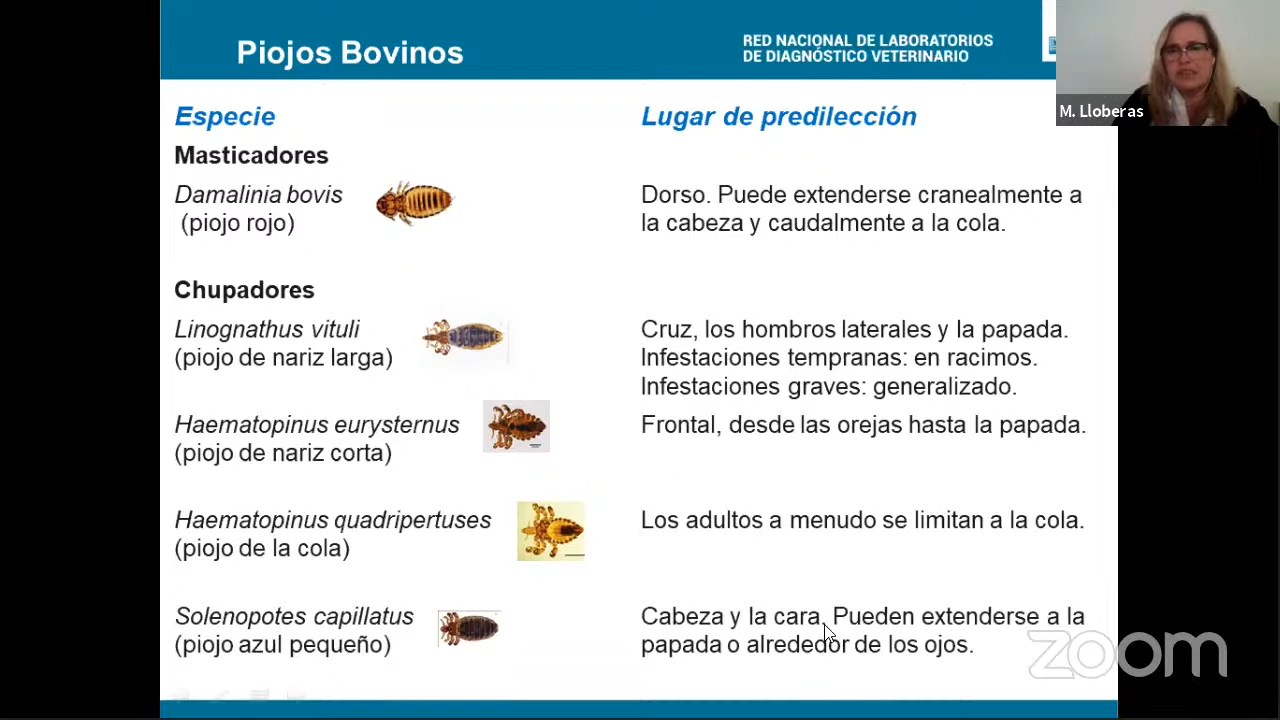 Piojos Bovinos
RED NACIONAL DE LABORATORIOS
DE DIAGNÓSTICO VETERINARIO
M. Lloberas
Especie
Lugar de predilección
Masticadores
Damalinia bovis
(piojo rojo)
Dorso. Puede extenderse cranealmente a
la cabeza y caudalmente a la cola.
Chupadores
Linognathus vituli
(piojo de nariz larga)
Cruz, los hombros laterales y la papada.
Infestaciones tempranas: en racimos.
Infestaciones graves: generalizado.
Haematopinus eurysternus
(piojo de nariz corta)
Frontal, desde las orejas hasta la papada.
Haematopinus quadripertuses
(piojo de la cola)
Los adultos a menudo se limitan a la cola.
Solenopotes capillatus
(piojo azul pequeño)
Cabeza y la cara. Pueden extenderse a la
papada o alrededor de los ojos.
zoom